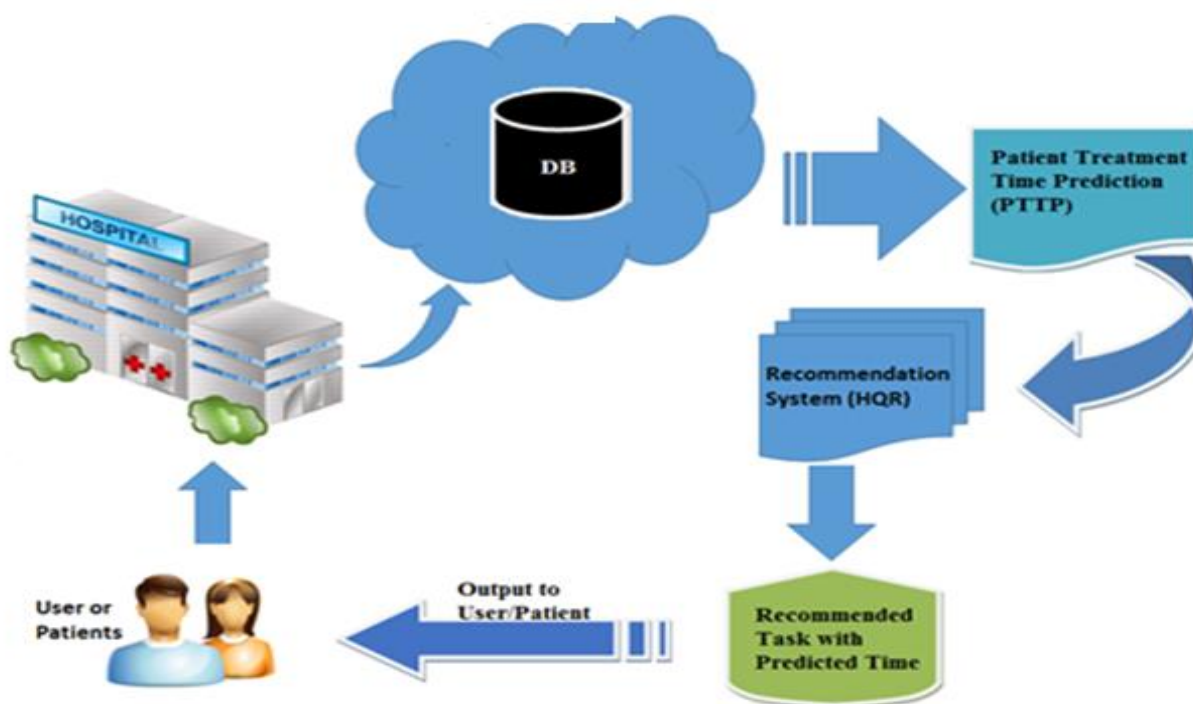 DB
Patient Treatment
Time Prediction
(PTTP)
HOSPITAL
Recommendation
System (HQR)
User or
Patients
Output to
User/Patient
Recommended
Task with
Predicted Time